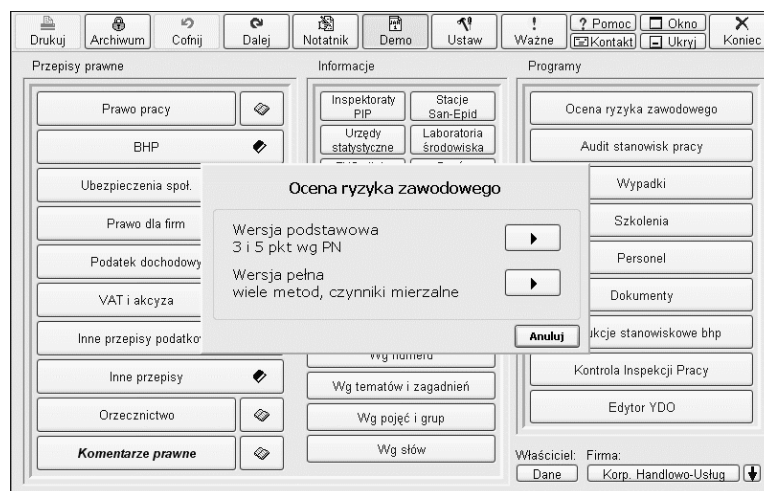 Drukuj Archiwum Cofnij Dalej Notatnik Demo Ustaw Ważne ? Pomoc Okno Koniec
Kontakt Ukryj
Przepisy prawne
Prawo pracy
BHP
Ubezpieczenia społ.
Prawo dla firm
Podatek dochodowy
VAT i akcyza
Inne przepisy
Inne przepisy
Orzecznictwo
Komentarze prawne
Informacje
Inspektoraty
PIP
Stacje
San-Epid
Urzędy
statystyczne
Laboratoria
środowiska
Wg numeru
Wg tematów i zagadnień
Wg pojęć i grup
Wg słów
Programy
Ocena ryzyka zawodowego
Audit stanowisk pracy
Wypadki
Szkolenia
Personel
Dokumenty
stanowiskowe bhp
Kontrola Inspekcji Pracy
Edytor YDO
Ocena ryzyka zawodowego
Wersja podstawowa
3 i 5 pkt wg PN
Wersja pełna
wiele metod, czynniki mierzalne
Anuluj
Właściciel: Firma:
Dane Korp. Handlowo-Usług